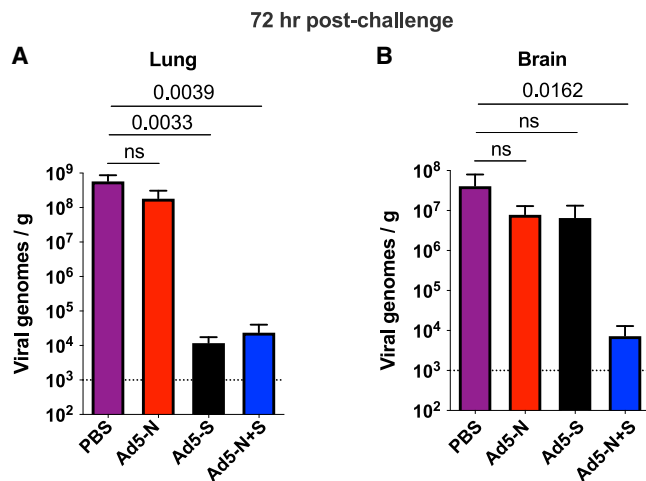 72 hr post-challenge
A
Lung
0.0039
0.0033
ns
Viral genomes / g
10⁹
10⁸
10⁷
10⁶
10⁵
10⁴
10³
10²
PBS
Ad5-N
Ad5-S
Ad5-N+S
B
Brain
0.0162
ns
ns
Viral genomes / g
10⁸
10⁷
10⁶
10⁵
10⁴
10³
10²
PBS
Ad5-N
Ad5-S
Ad5-N+S